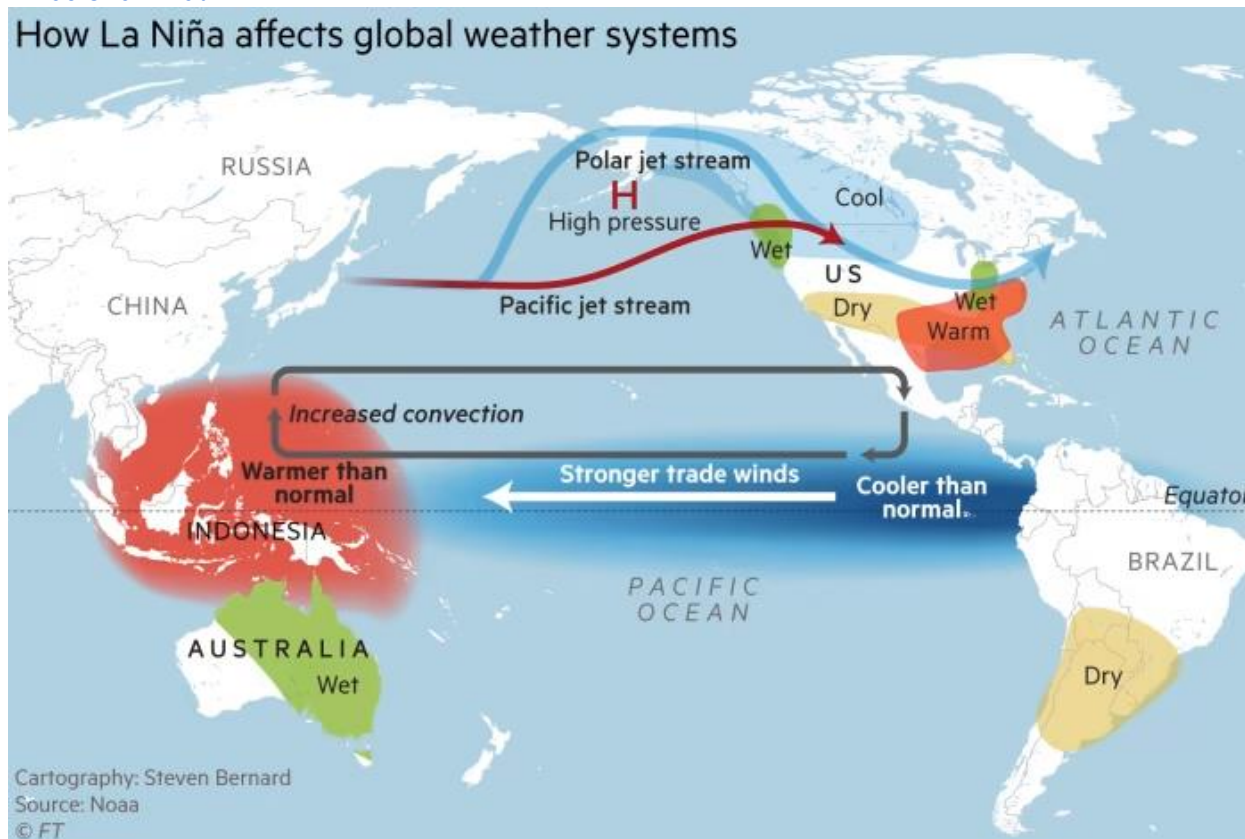 How La Niña affects global weather systems
RUSSIA
Polar jet stream
H
High pressure
Cool
Wet
US
CHINA
Pacific jet stream
Dry
Wet
Warm
ATLANTIC
OCEAN
Increased convection
Warmer than
normal
Stronger trade winds
Cooler than
normal
Equator
INDONESIA
BRAZIL
PACIFIC
OCEAN
AUSTRALIA
Wet
Dry
Cartography: Steven Bernard
Source: Noaa
© FT